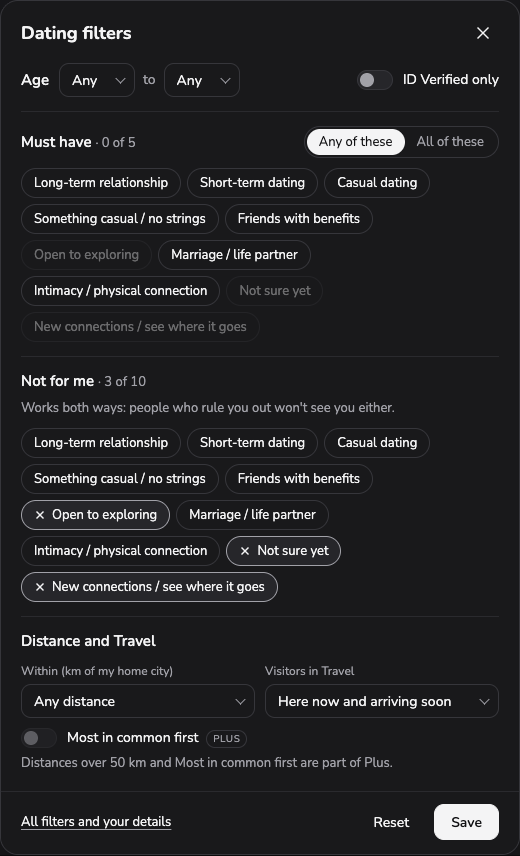 Dating filters
Age Any to Any ID Verified only
Must have · 0 of 5 Any of these All of these
Long-term relationship Short-term dating Casual dating
Something casual / no strings Friends with benefits
Open to exploring Marriage / life partner
Intimacy / physical connection Not sure yet
New connections / see where it goes
Not for me · 3 of 10
Works both ways: people who rule you out won't see you either.
Long-term relationship Short-term dating Casual dating
Something casual / no strings Friends with benefits
Open to exploring Marriage / life partner
Intimacy / physical connection Not sure yet
New connections / see where it goes
Distance and Travel
Within (km of my home city) Visitors in Travel
Any distance Here now and arriving soon
Most in common first PLUS
Distances over 50 km and Most in common first are part of Plus.
All filters and your details Reset Save